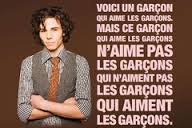 VOICI UN GARÇON
QUI AIME LES GARÇONS.
MAIS CE GARÇON
QUI AIME LES GARÇONS
N'AIME PAS
LES GARÇONS
QUI N'AIMENT PAS
LES GARÇONS
QUI AIMENT
LES GARÇONS.